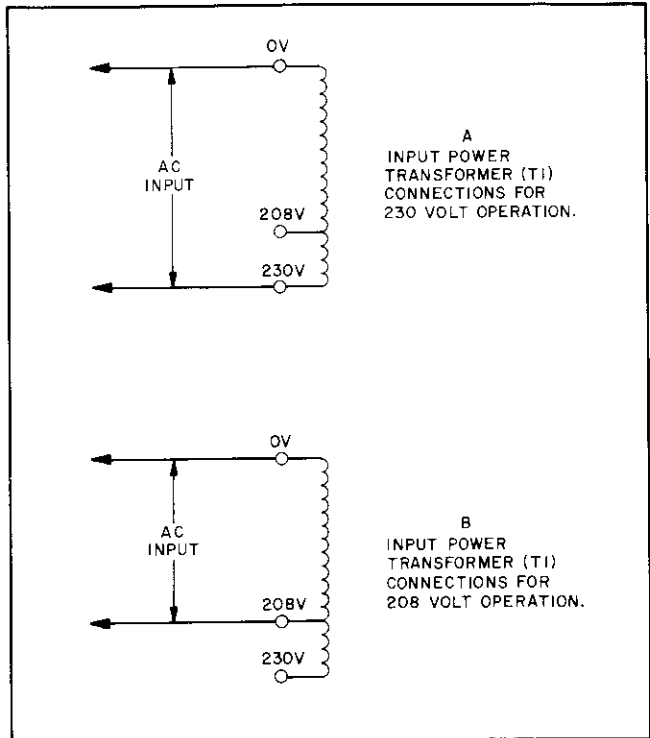 0V
AC
INPUT
208V
230V
A
INPUT POWER
TRANSFORMER (T1)
CONNECTIONS FOR
230 VOLT OPERATION.
0V
AC
INPUT
208V
230V
B
INPUT POWER
TRANSFORMER (T1)
CONNECTIONS FOR
208 VOLT OPERATION.